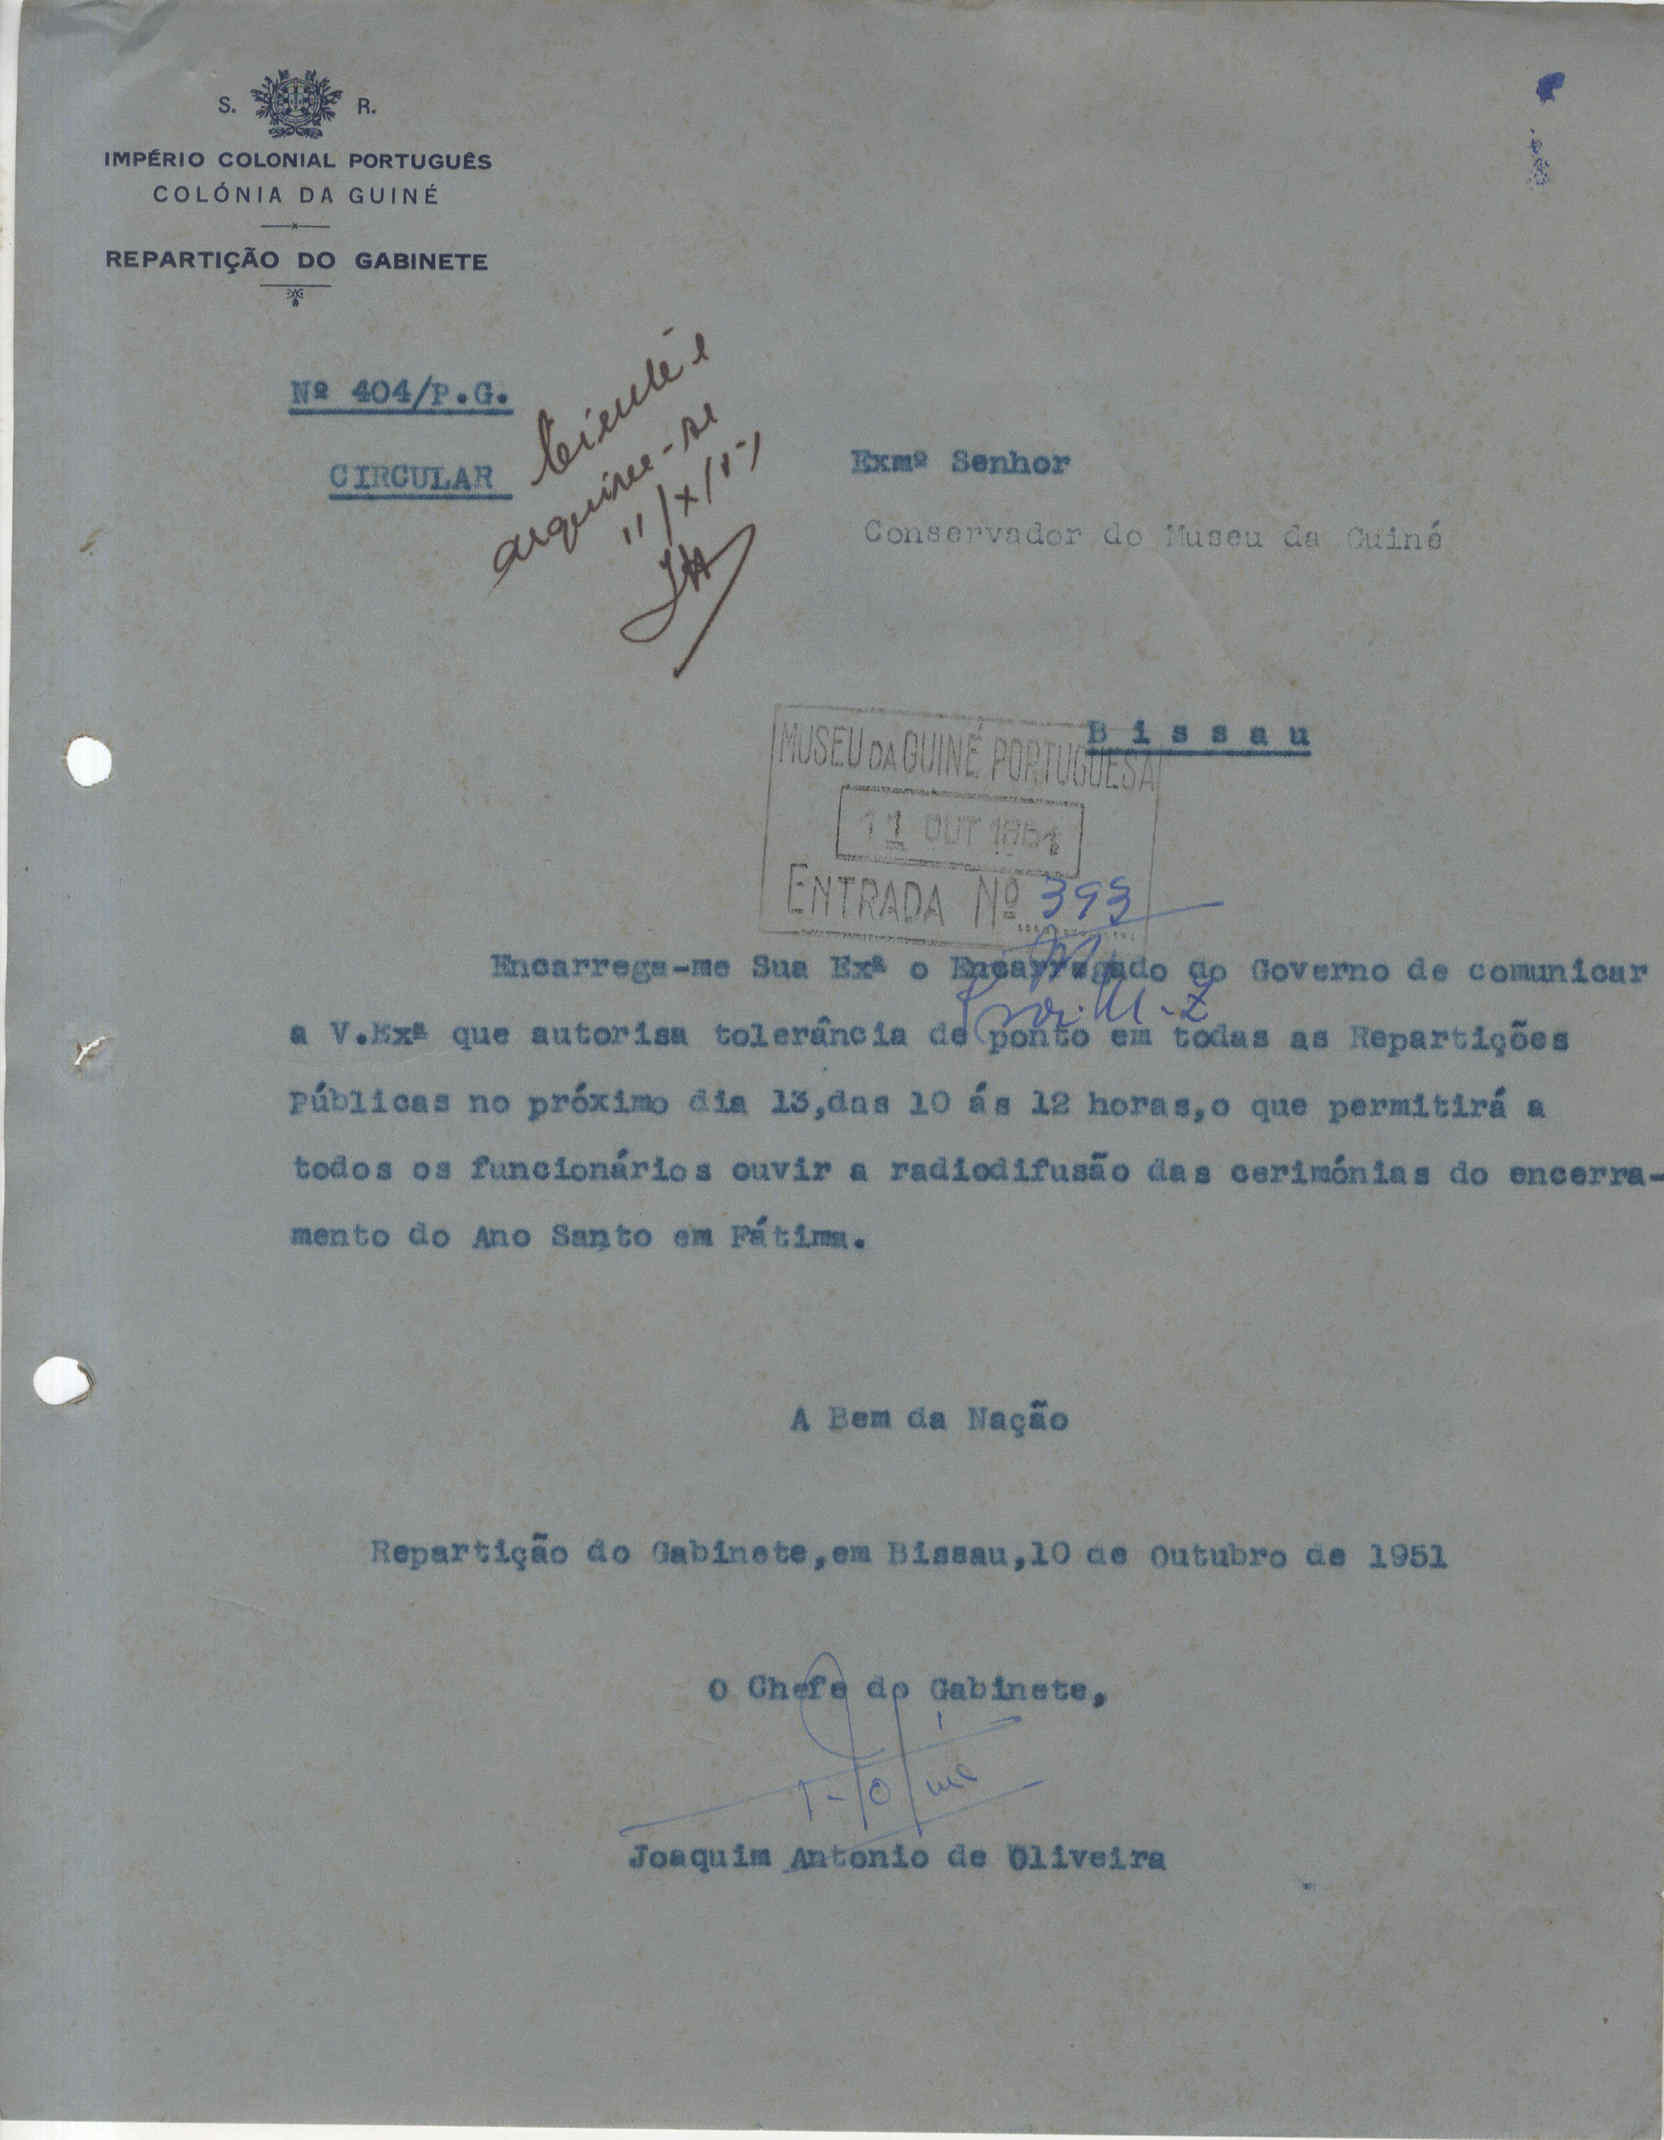 S. R.
IMPÉRIO COLONIAL PORTUGUÊS
COLÓNIA DA GUINÉ
REPARTIÇÃO DO GABINETE
Nº 404/P.G.
CIRCULAR
Ciente e
arquive-se
11/X/51
Exmº Senhor
Conservador do Museu da Guiné
Bissau
MUSEU DA GUINÉ PORTUGUESA
11 OUT 1951
ENTRADA Nº 393
Encarrega-me Sua Exª o Encarregado do Governo de comunicar
a V.Exª que autorisa tolerância de ponto em todas as Repartições
Públicas no próximo dia 13,das 10 ás 12 horas,o que permitirá a
todos os funcionários ouvir a radiodifusão das cerimónias do encerra-
mento do Ano Santo em Fátima.
A Bem da Nação
Repartição do Gabinete,em Bissau,10 de Outubro de 1951
O Chefe do Gabinete,
Joaquim Antonio de Oliveira